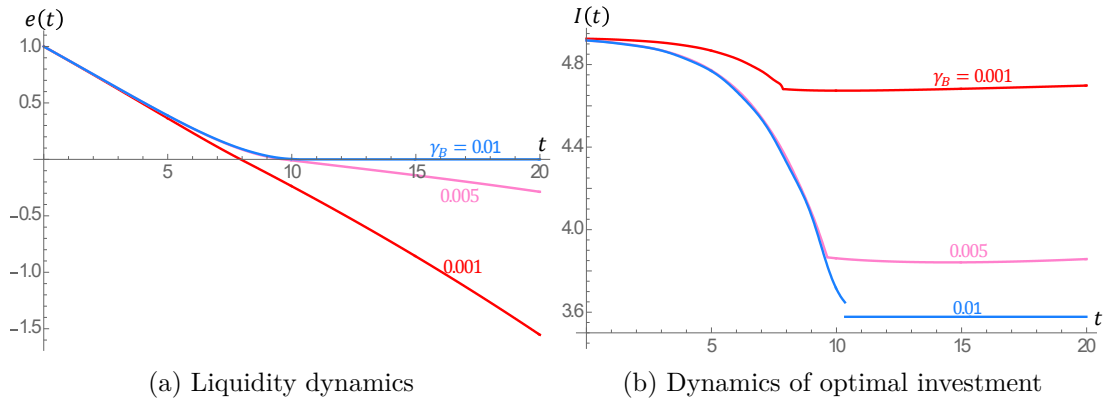 e(t)
1.0
0.5
−0.5
−1.0
−1.5
5
10
15
20
t
γ_B = 0.01
0.005
0.001
(a) Liquidity dynamics
I(t)
4.8
4.4
4.0
3.6
5
10
15
20
t
γ_B = 0.001
0.005
0.01
(b) Dynamics of optimal investment